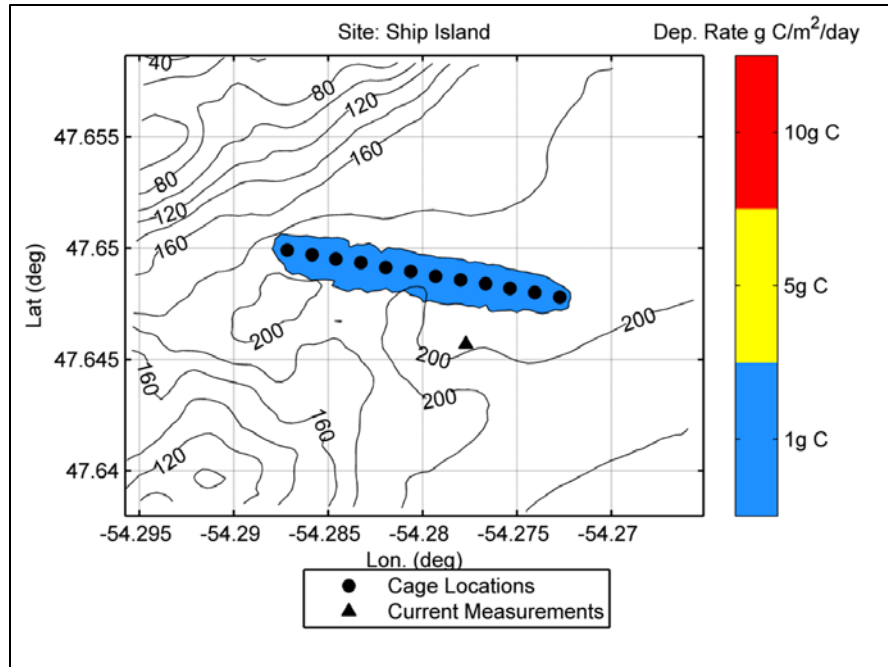 Site: Ship Island
Dep. Rate g C/m²/day
40
80
120
160
80
120
160
200
200
200
200
160
160
120
47.655
47.65
47.645
47.64
Lat (deg)
-54.295 -54.29 -54.285 -54.28 -54.275 -54.27
Lon. (deg)
10g C
5g C
1g C
Cage Locations
Current Measurements